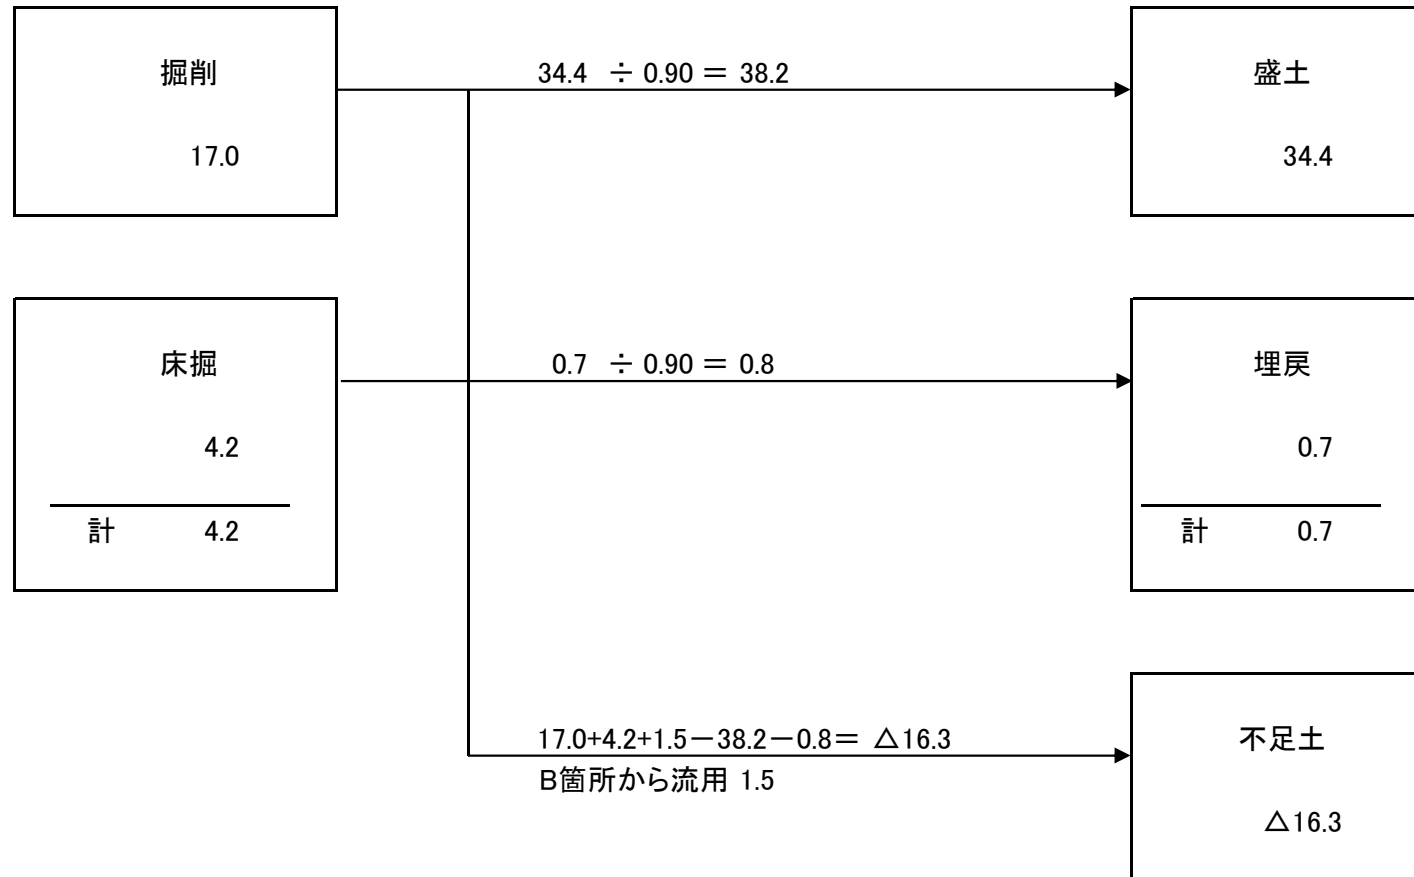 掘削
34.4 ÷ 0.90 ＝ 38.2
盛土
17.0
34.4
床掘
0.7 ÷ 0.90 ＝ 0.8
埋戻
4.2
0.7
計 4.2
計 0.7
17.0+4.2+1.5－38.2－0.8＝ △16.3
不足土
B箇所から流用 1.5
△16.3